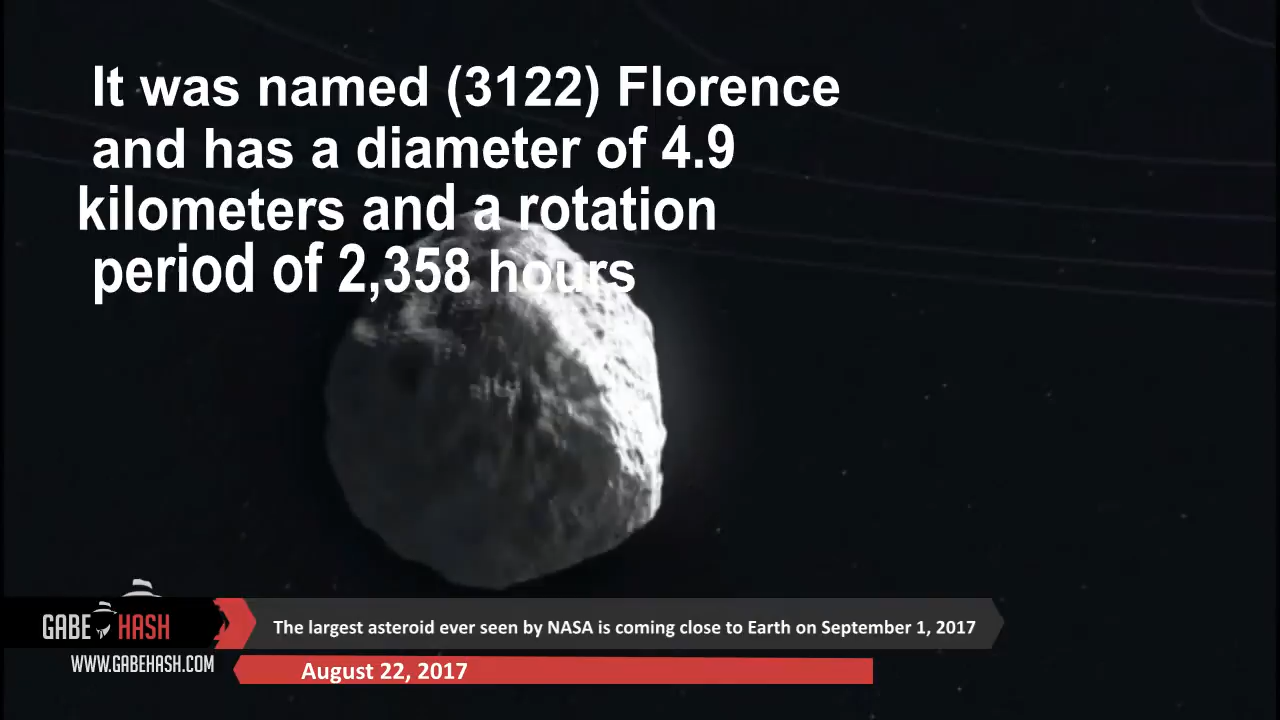 It was named (3122) Florence
and has a diameter of 4.9
kilometers and a rotation
period of 2,358 hours
GABE HASH
The largest asteroid ever seen by NASA is coming close to Earth on September 1, 2017
WWW.GABEHASH.COM
August 22, 2017